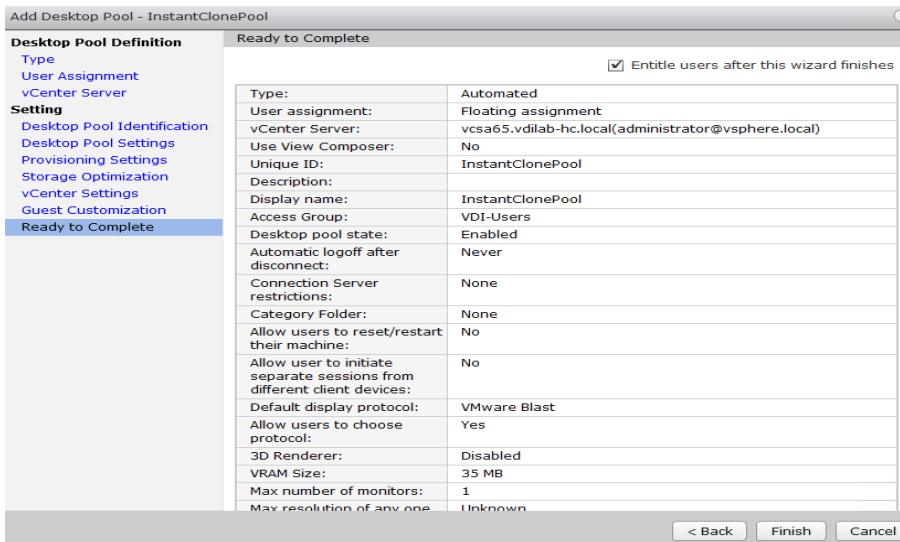 Add Desktop Pool - InstantClonePool
Desktop Pool Definition
Type
User Assignment
vCenter Server
Setting
Desktop Pool Identification
Desktop Pool Settings
Provisioning Settings
Storage Optimization
vCenter Settings
Guest Customization
Ready to Complete
Ready to Complete
Entitle users after this wizard finishes
Type: Automated
User assignment: Floating assignment
vCenter Server: vcsa65.vdilab-hc.local(administrator@vsphere.local)
Use View Composer: No
Unique ID: InstantClonePool
Description:
Display name: InstantClonePool
Access Group: VDI-Users
Desktop pool state: Enabled
Automatic logoff after Never
disconnect:
Connection Server None
restrictions:
Category Folder: None
Allow users to reset/restart No
their machine:
Allow user to initiate No
separate sessions from
different client devices:
Default display protocol: VMware Blast
Allow users to choose Yes
protocol:
3D Renderer: Disabled
VRAM Size: 35 MB
Max number of monitors: 1
Max resolution of any one Unknown
< Back Finish Cancel